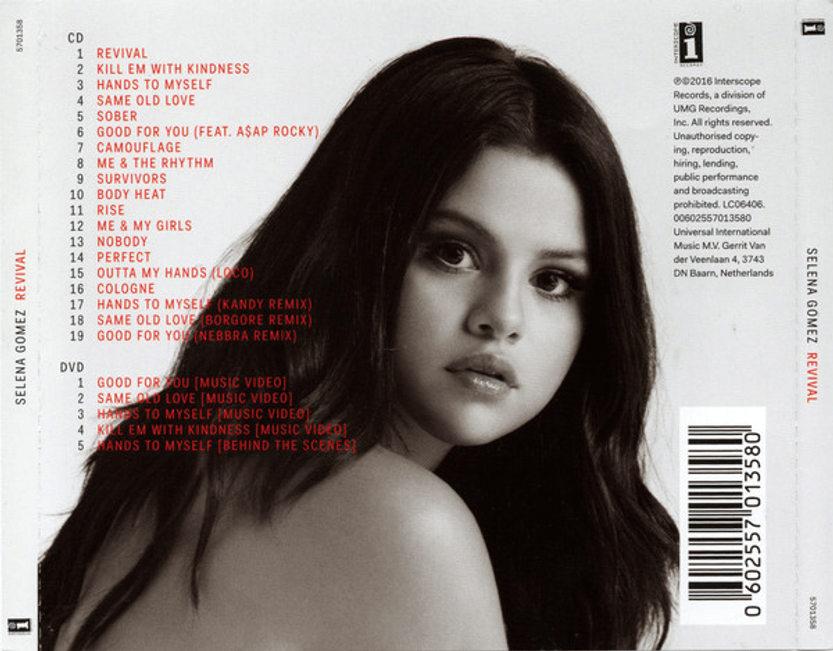 5701358
SELENA GOMEZ REVIVAL
CD
1 REVIVAL
2 KILL EM WITH KINDNESS
3 HANDS TO MYSELF
4 SAME OLD LOVE
5 SOBER
6 GOOD FOR YOU (FEAT. A$AP ROCKY)
7 CAMOUFLAGE
8 ME & THE RHYTHM
9 SURVIVORS
10 BODY HEAT
11 RISE
12 ME & MY GIRLS
13 NOBODY
14 PERFECT
15 OUTTA MY HANDS (LOCO)
16 COLOGNE
17 HANDS TO MYSELF (KANDY REMIX)
18 SAME OLD LOVE (BORGORE REMIX)
19 GOOD FOR YOU (NEBBRA REMIX)
DVD
1 GOOD FOR YOU [MUSIC VIDEO]
2 SAME OLD LOVE [MUSIC VIDEO]
3 HANDS TO MYSELF [MUSIC VIDEO]
4 KILL EM WITH KINDNESS [MUSIC VIDEO]
5 HANDS TO MYSELF [BEHIND THE SCENES]
INTERSCOPE
i
RECORDS
℗©2016 Interscope
Records, a division of
UMG Recordings,
Inc. All rights reserved.
Unauthorised copy-
ing, reproduction,
hiring, lending,
public performance
and broadcasting
prohibited. LC06406.
00602557013580
Universal International
Music M.V. Gerrit Van
der Veenlaan 4, 3743
DN Baarn, Netherlands
0 602557 013580
SELENA GOMEZ REVIVAL
5701358